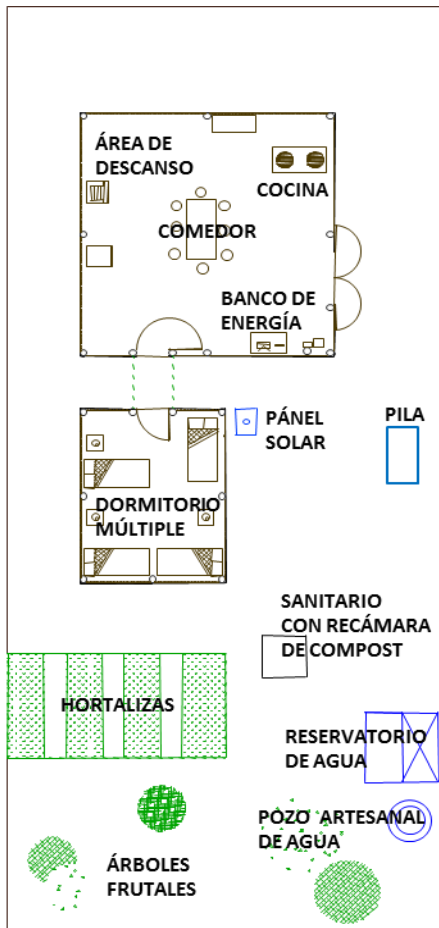 ÁREA DE
DESCANSO
COCINA
COMEDOR
BANCO DE
ENERGÍA
PÁNEL
SOLAR
PILA
DORMITORIO
MÚLTIPLE
SANITARIO
CON RECÁMARA
DE COMPOST
HORTALIZAS
RESERVATORIO
DE AGUA
POZO ARTESANAL
DE AGUA
ÁRBOLES
FRUTALES